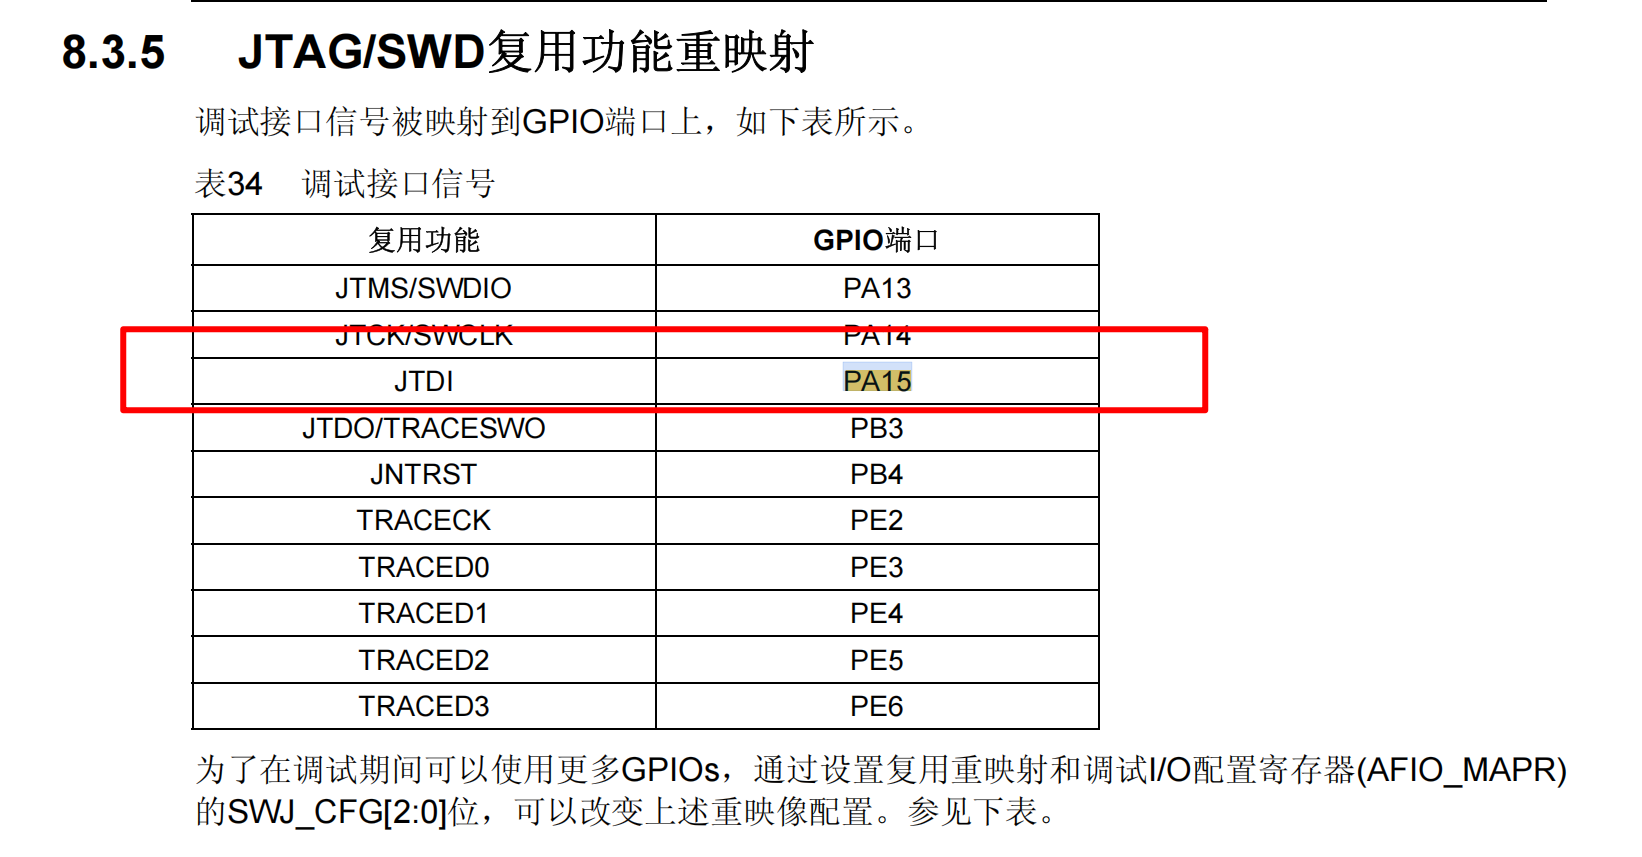 8.3.5 JTAG/SWD复用功能重映射
调试接口信号被映射到GPIO端口上，如下表所示。
表34 调试接口信号
复用功能 GPIO端口
JTMS/SWDIO PA13
JTCK/SWCLK PA14
JTDI PA15
JTDO/TRACESWO PB3
JNTRST PB4
TRACECK PE2
TRACED0 PE3
TRACED1 PE4
TRACED2 PE5
TRACED3 PE6
为了在调试期间可以使用更多GPIOs，通过设置复用重映射和调试I/O配置寄存器(AFIO_MAPR)
的SWJ_CFG[2:0]位，可以改变上述重映像配置。参见下表。